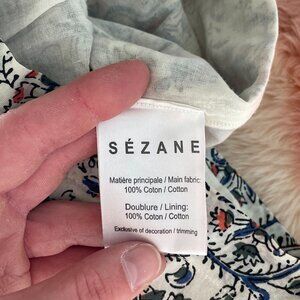 SÉZANE
Matière principale / Main fabric:
100% Coton / Cotton
Doublure / Lining:
100% Coton / Cotton
Exclusive of decoration / trimming